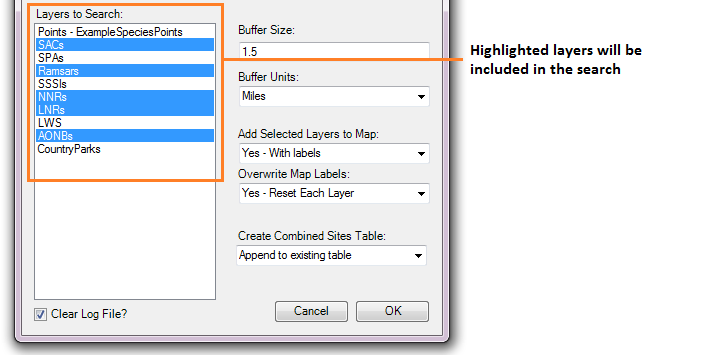 Layers to Search:
Points - ExampleSpeciesPoints
SACs
SPAs
Ramsars
SSSIs
NNRs
LNRs
LWS
AONBs
CountryParks
Buffer Size:
1.5
Buffer Units:
Miles
Add Selected Layers to Map:
Yes - With labels
Overwrite Map Labels:
Yes - Reset Each Layer
Create Combined Sites Table:
Append to existing table
Clear Log File?
Cancel
OK
Highlighted layers will be
included in the search